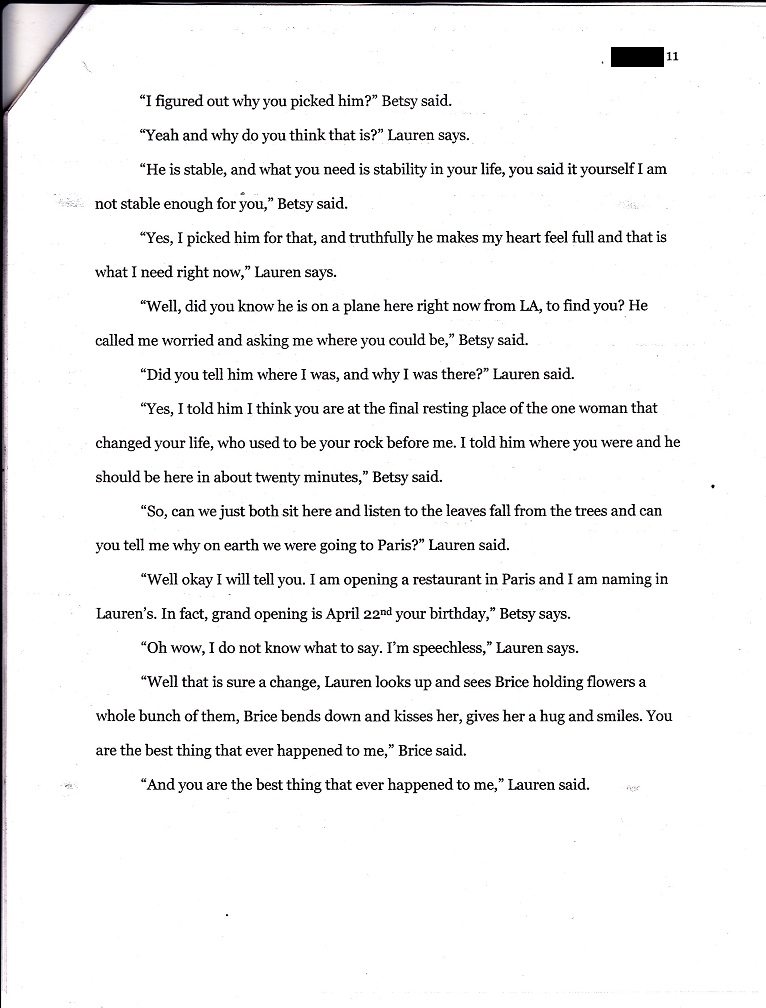 11
“I figured out why you picked him?” Betsy said.
“Yeah and why do you think that is?” Lauren says.
“He is stable, and what you need is stability in your life, you said it yourself I am
not stable enough for you,” Betsy said.
“Yes, I picked him for that, and truthfully he makes my heart feel full and that is
what I need right now,” Lauren says.
“Well, did you know he is on a plane here right now from LA, to find you? He
called me worried and asking me where you could be,” Betsy said.
“Did you tell him where I was, and why I was there?” Lauren said.
“Yes, I told him I think you are at the final resting place of the one woman that
changed your life, who used to be your rock before me. I told him where you were and he
should be here in about twenty minutes,” Betsy said.
“So, can we just both sit here and listen to the leaves fall from the trees and can
you tell me why on earth we were going to Paris?” Lauren said.
“Well okay I will tell you. I am opening a restaurant in Paris and I am naming in
Lauren’s. In fact, grand opening is April 22nd your birthday,” Betsy says.
“Oh wow, I do not know what to say. I’m speechless,” Lauren says.
“Well that is sure a change, Lauren looks up and sees Brice holding flowers a
whole bunch of them, Brice bends down and kisses her, gives her a hug and smiles. You
are the best thing that ever happened to me,” Brice said.
“And you are the best thing that ever happened to me,” Lauren said.